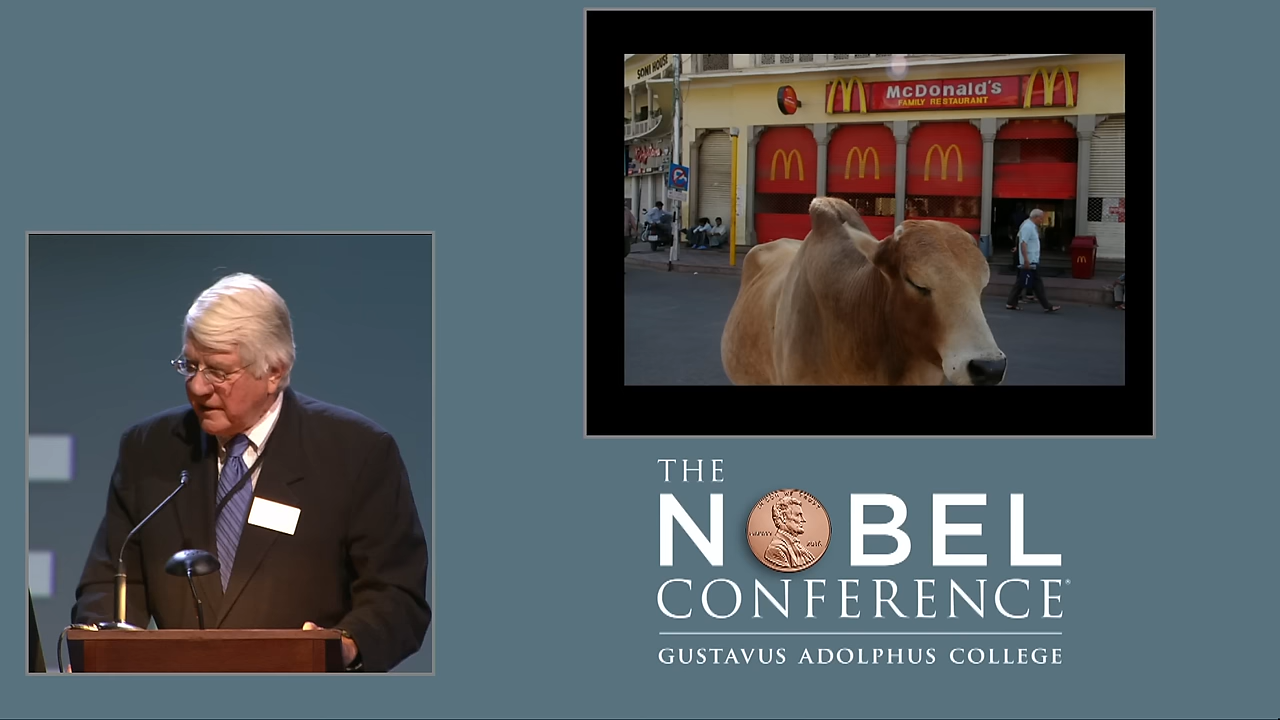 SONI HOUSE
McDonald's
FAMILY RESTAURANT
THE
NOBEL
CONFERENCE
GUSTAVUS ADOLPHUS COLLEGE